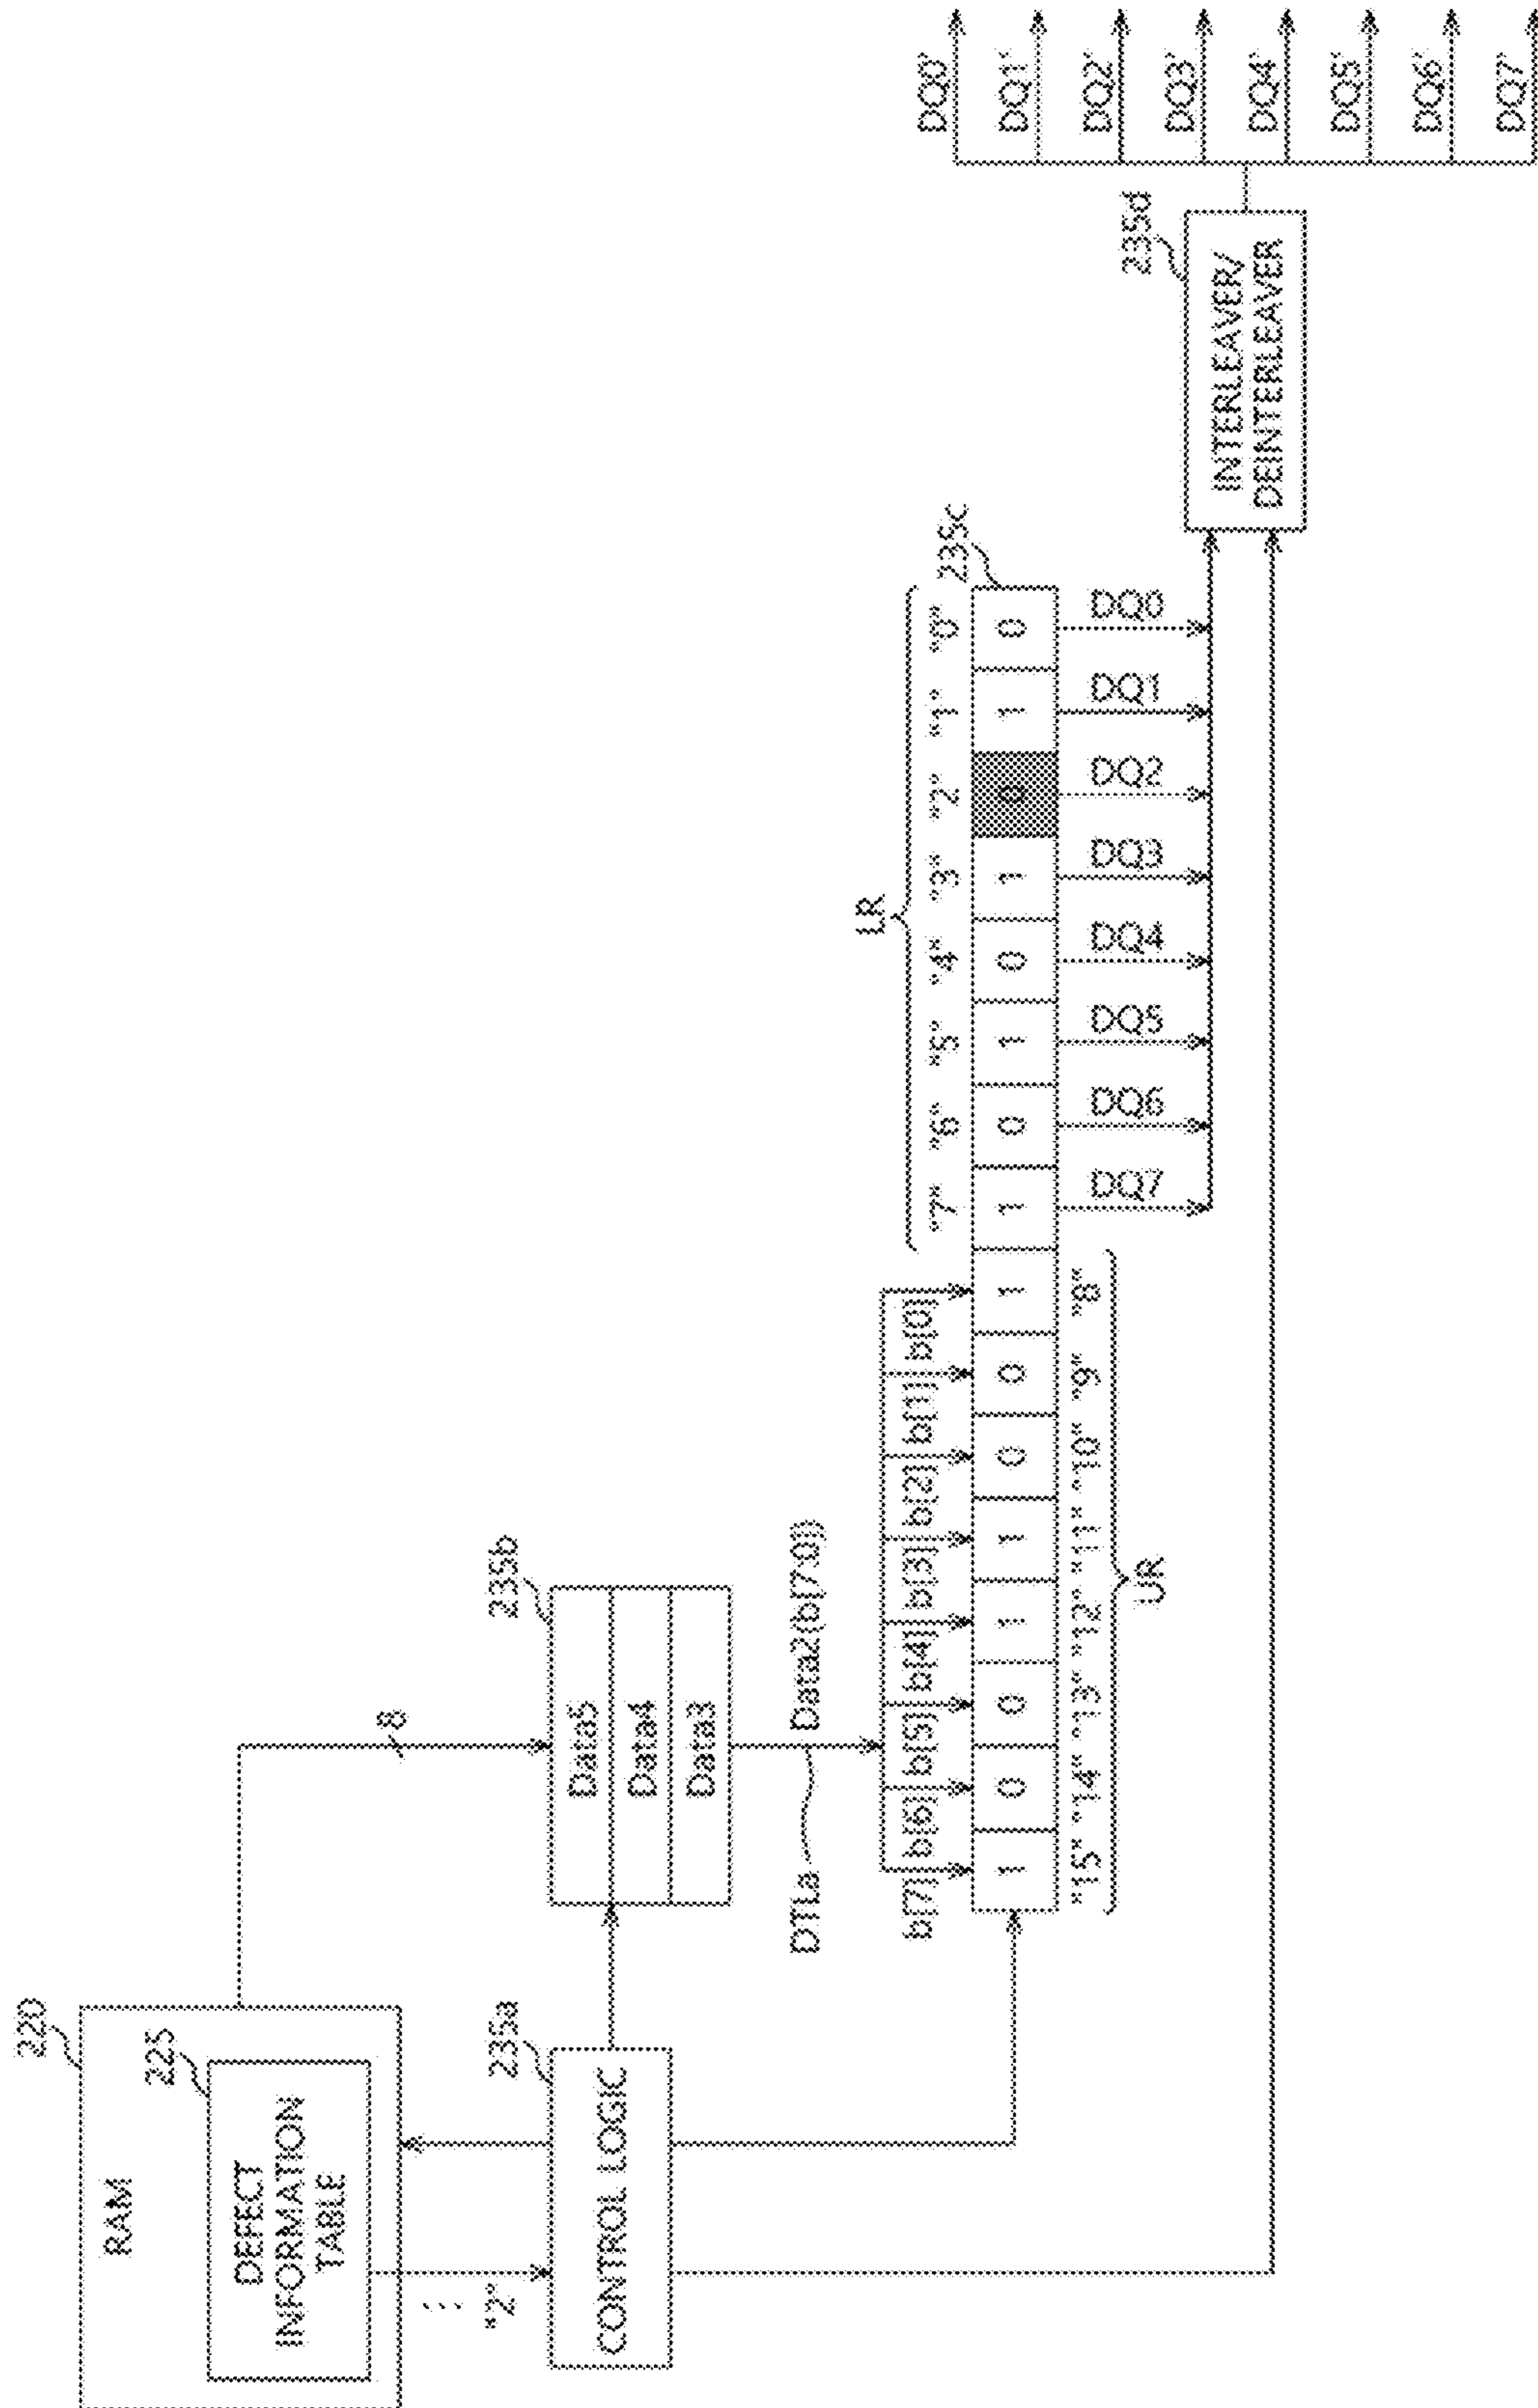 220
RAM
225
DEFECT
INFORMATION
TABLE
"2"
235a
CONTROL LOGIC
8
235b
Data5
Data4
Data3
DTLa
Data2(b[7:0])
b[7] b[6] b[5] b[4] b[3] b[2] b[1] b[0]
LR
"7" "6" "5" "4" "3" "2" "1" "0"
235c
1 0 0 1 1 0 0 1 1 0 1 0 1 0 1 0
"15" "14" "13" "12" "11" "10" "9" "8"
UR
DQ7 DQ6 DQ5 DQ4 DQ3 DQ2 DQ1 DQ0
235d
INTERLEAVER/
DEINTERLEAVER
DQ0'
DQ1'
DQ2'
DQ3'
DQ4'
DQ5'
DQ6'
DQ7'